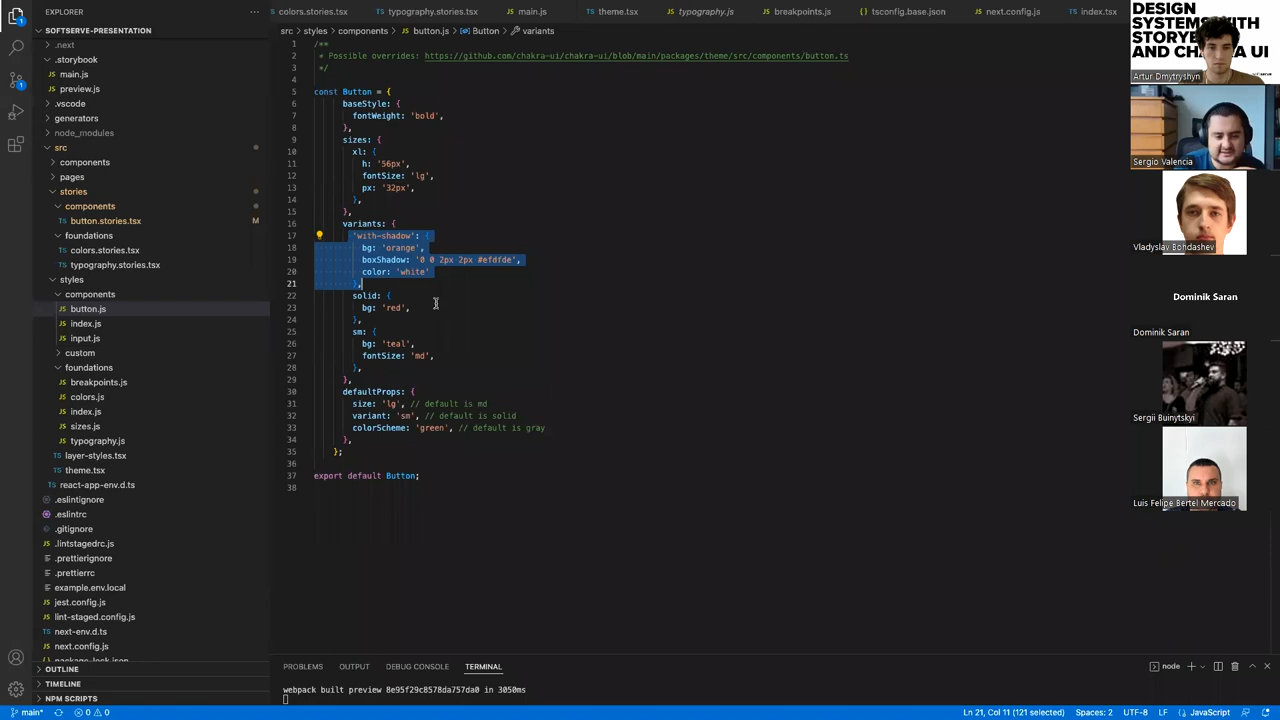 EXPLORER
SOFTSERVE-PRESENTATION
.next
.storybook
main.js
preview.js
.vscode
generators
node_modules
src
components
pages
stories
components
button.stories.tsx
M
foundations
colors.stories.tsx
typography.stories.tsx
styles
components
button.js
index.js
input.js
custom
foundations
breakpoints.js
colors.js
index.js
sizes.js
typography.js
layer-styles.tsx
theme.tsx
react-app-env.d.ts
.eslintignore
.eslintrc
.gitignore
.lintstagedrc.js
.prettierignore
.prettierrc
example.env.local
jest.config.js
lint-staged.config.js
next-env.d.ts
next.config.js
package-lock.json
OUTLINE
TIMELINE
NPM SCRIPTS
colors.stories.tsx typography.stories.tsx main.js theme.tsx typography.js breakpoints.js tsconfig.base.json next.config.js index.tsx
src > styles > components > button.js > Button > variants
1 /**
2 * Possible overrides: https://github.com/chakra-ui/chakra-ui/blob/main/packages/theme/src/components/button.ts
3 */
4
5 const Button = {
6 baseStyle: {
7 fontWeight: 'bold',
8 },
9 sizes: {
10 xl: {
11 h: '56px',
12 fontSize: 'lg',
13 px: '32px',
14 },
15 },
16 variants: {
17 'with-shadow': {
18 bg: 'orange',
19 boxShadow: '0 0 2px 2px #efdfde',
20 color: 'white'
21 },
22 solid: {
23 bg: 'red',
24 },
25 sm: {
26 bg: 'teal',
27 fontSize: 'md',
28 },
29 },
30 defaultProps: {
31 size: 'lg', // default is md
32 variant: 'sm', // default is solid
33 colorScheme: 'green', // default is gray
34 },
35 };
36
37 export default Button;
38
PROBLEMS OUTPUT DEBUG CONSOLE TERMINAL
node
webpack built preview 8e95f29c8578da757da0 in 3050ms
main* 0 0
Ln 21, Col 11 (121 selected) Spaces: 2 UTF-8 LF JavaScript
DESIGN
SYSTEMS WITH
STORY
AND CHAKRA UI
Artur Dmytryshyn
Sergio Valencia
Vladyslav Bohdashev
Dominik Saran
Dominik Saran
Sergii Buinytskyi
Luis Felipe Bertel Mercado